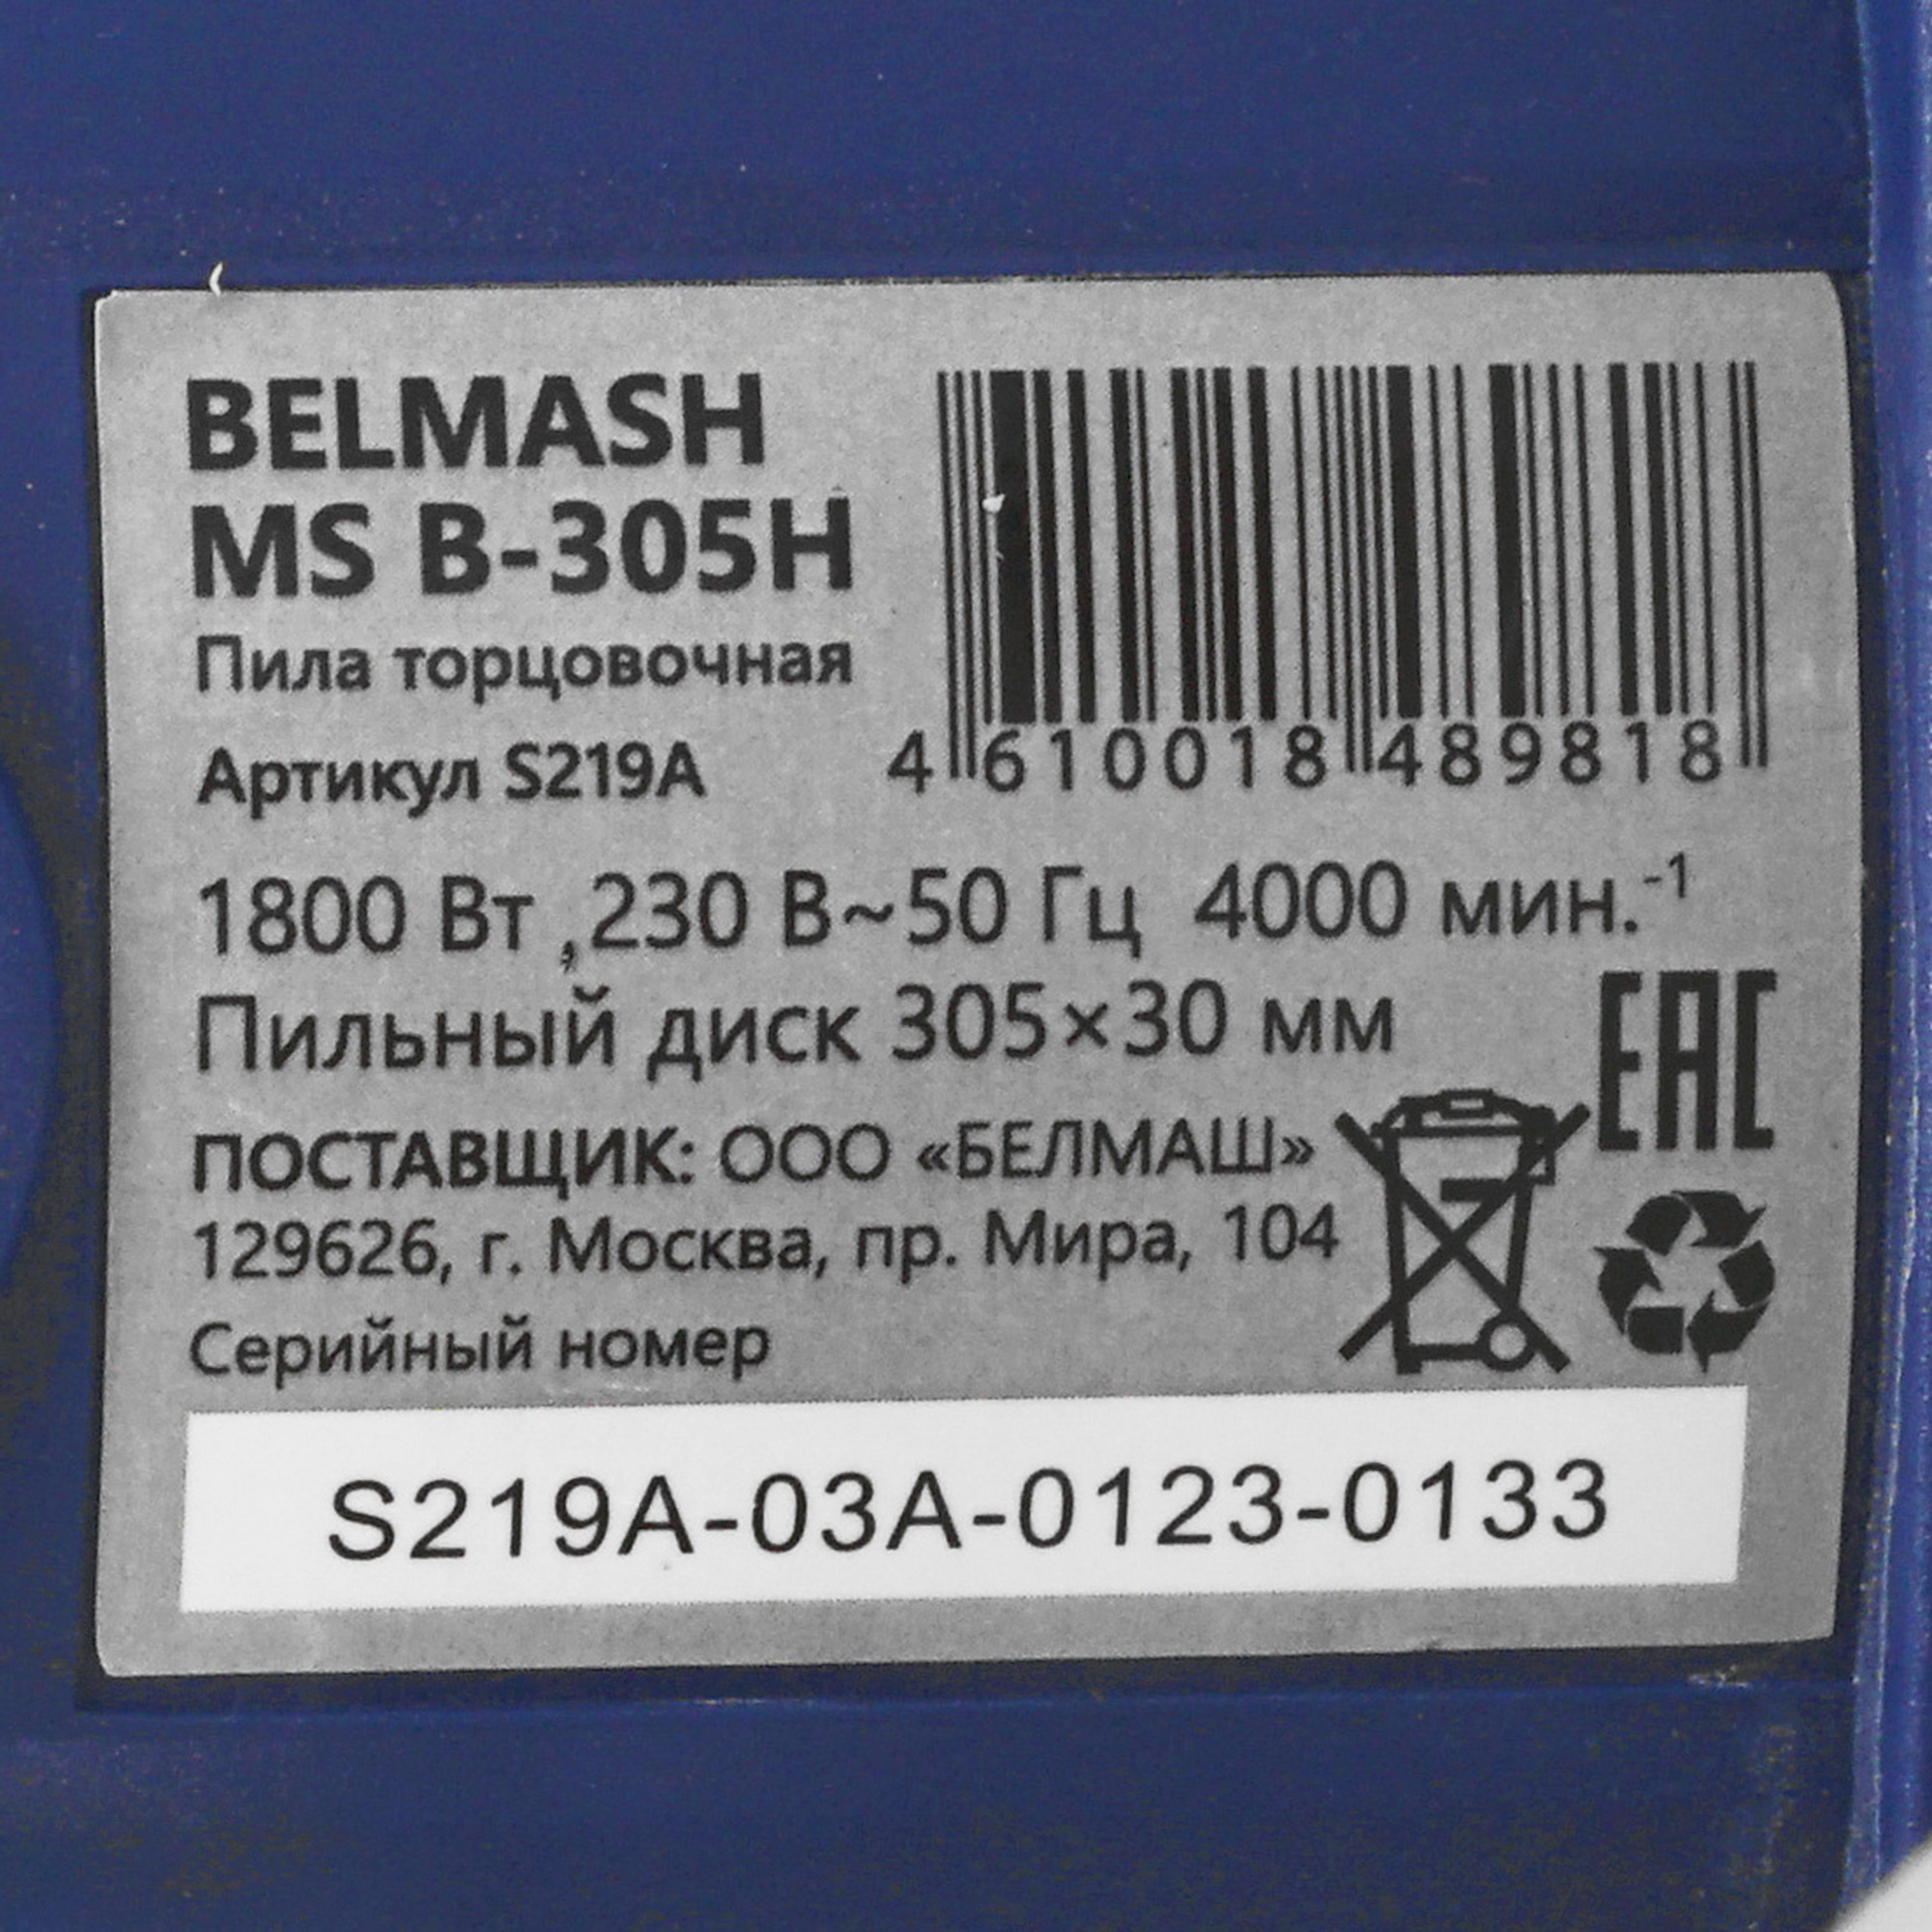 BELMASH
MS B-305H
Пила торцовочная
Артикул S219A
4 610018 489818
1800 Вт ,230 В~50 Гц 4000 мин.⁻¹
Пильный диск 305×30 мм
EAC
ПОСТАВЩИК: ООО «БЕЛМАШ»
129626, г. Москва, пр. Мира, 104
Серийный номер
S219A-03A-0123-0133